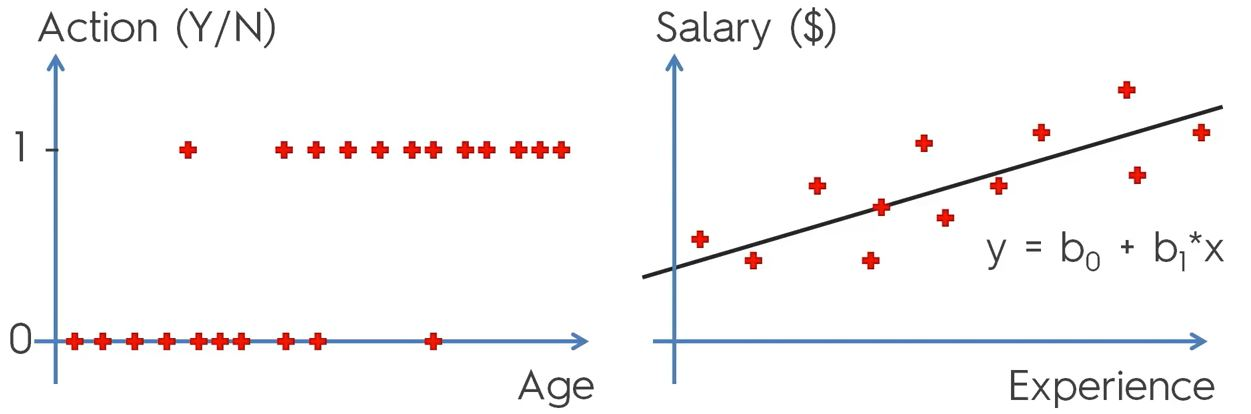 Action (Y/N)
1
0
Age
Salary ($)
y = b₀ + b₁*x
Experience